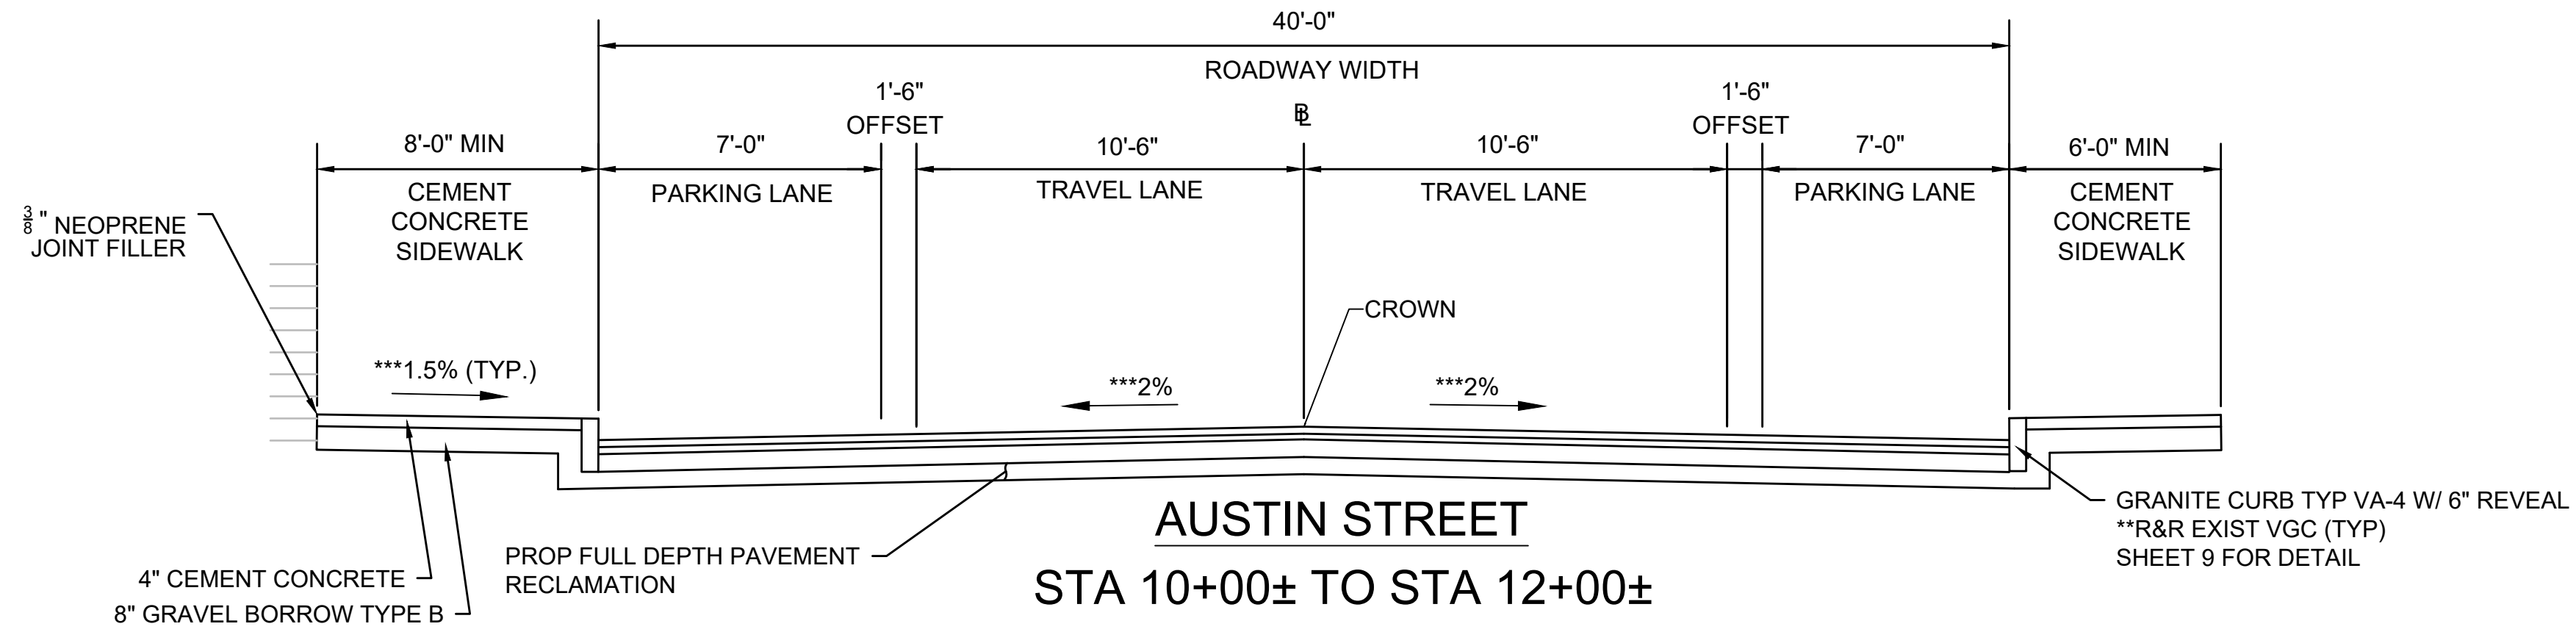 40'-0"
ROADWAY WIDTH
1'-6"
OFFSET
1'-6"
OFFSET
8'-0" MIN
CEMENT
CONCRETE
SIDEWALK
7'-0"
PARKING LANE
10'-6"
TRAVEL LANE
10'-6"
TRAVEL LANE
7'-0"
PARKING LANE
6'-0" MIN
CEMENT
CONCRETE
SIDEWALK
3/8" NEOPRENE
JOINT FILLER
CROWN
***1.5% (TYP.)
***2%
***2%
GRANITE CURB TYP VA-4 W/ 6" REVEAL
**R&R EXIST VGC (TYP)
SHEET 9 FOR DETAIL
PROP FULL DEPTH PAVEMENT
RECLAMATION
4" CEMENT CONCRETE
8" GRAVEL BORROW TYPE B
AUSTIN STREET
STA 10+00± TO STA 12+00±